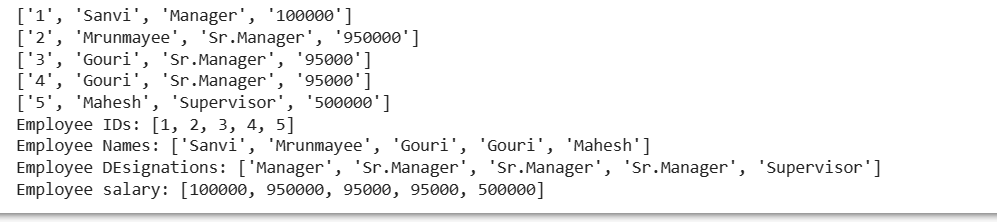 ['1', 'Sanvi', 'Manager', '100000']
['2', 'Mrunmayee', 'Sr.Manager', '950000']
['3', 'Gouri', 'Sr.Manager', '95000']
['4', 'Gouri', 'Sr.Manager', '95000']
['5', 'Mahesh', 'Supervisor', '500000']
Employee IDs: [1, 2, 3, 4, 5]
Employee Names: ['Sanvi', 'Mrunmayee', 'Gouri', 'Gouri', 'Mahesh']
Employee DEsignations: ['Manager', 'Sr.Manager', 'Sr.Manager', 'Sr.Manager', 'Supervisor']
Employee salary: [100000, 950000, 95000, 95000, 500000]